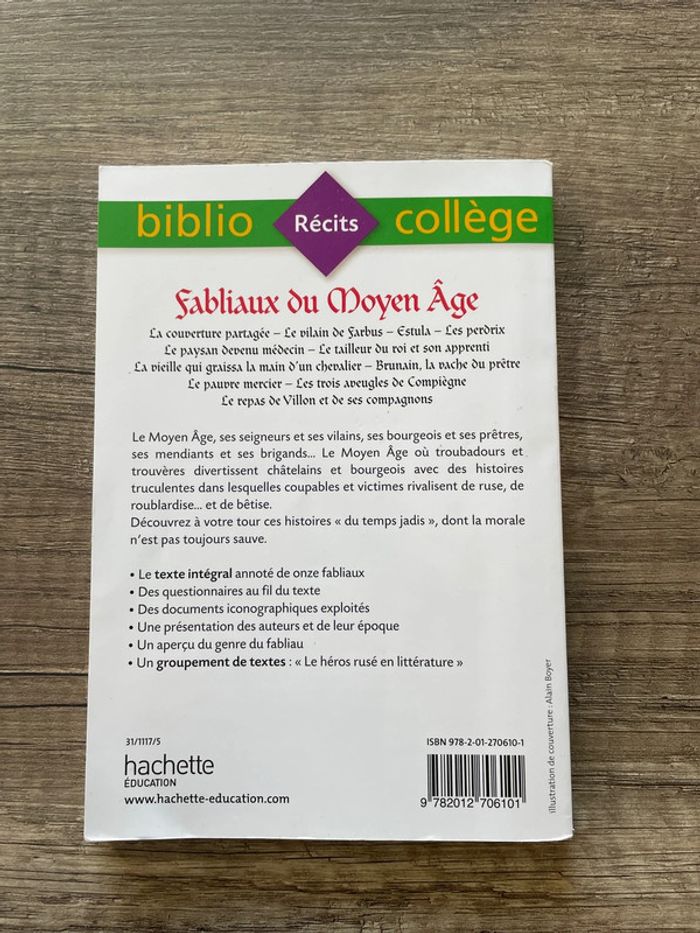 biblio Récits collège
Fabliaux du Moyen Âge
La couverture partagée – Le vilain de Farbus – Estula – Les perdrix
Le paysan devenu médecin – Le tailleur du roi et son apprenti
La vieille qui graissa la main d'un chevalier – Brunain, la vache du prêtre
Le pauvre mercier – Les trois aveugles de Compiègne
Le repas de Villon et de ses compagnons
Le Moyen Âge, ses seigneurs et ses vilains, ses bourgeois et ses prêtres,
ses mendiants et ses brigands... Le Moyen Âge où troubadours et
trouvères divertissent châtelains et bourgeois avec des histoires
truculentes dans lesquelles coupables et victimes rivalisent de ruse, de
roublardise... et de bêtise.
Découvrez à votre tour ces histoires « du temps jadis », dont la morale
n'est pas toujours sauve.
• Le texte intégral annoté de onze fabliaux
• Des questionnaires au fil du texte
• Des documents iconographiques exploités
• Une présentation des auteurs et de leur époque
• Un aperçu du genre du fabliau
• Un groupement de textes : « Le héros rusé en littérature »
illustration de couverture : Alain Boyer
31/1117/5
hachette
ÉDUCATION
www.hachette-education.com
ISBN 978-2-01-270610-1
9 782012 706101